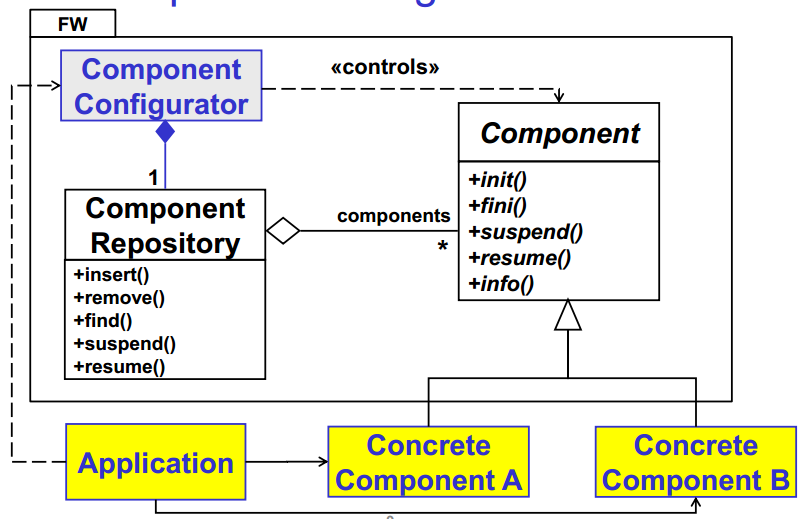 FW
Component
Configurator
«controls»
Component
+init()
+fini()
+suspend()
+resume()
+info()
1
Component
Repository
+insert()
+remove()
+find()
+suspend()
+resume()
components
*
Application
Concrete
Component A
Concrete
Component B